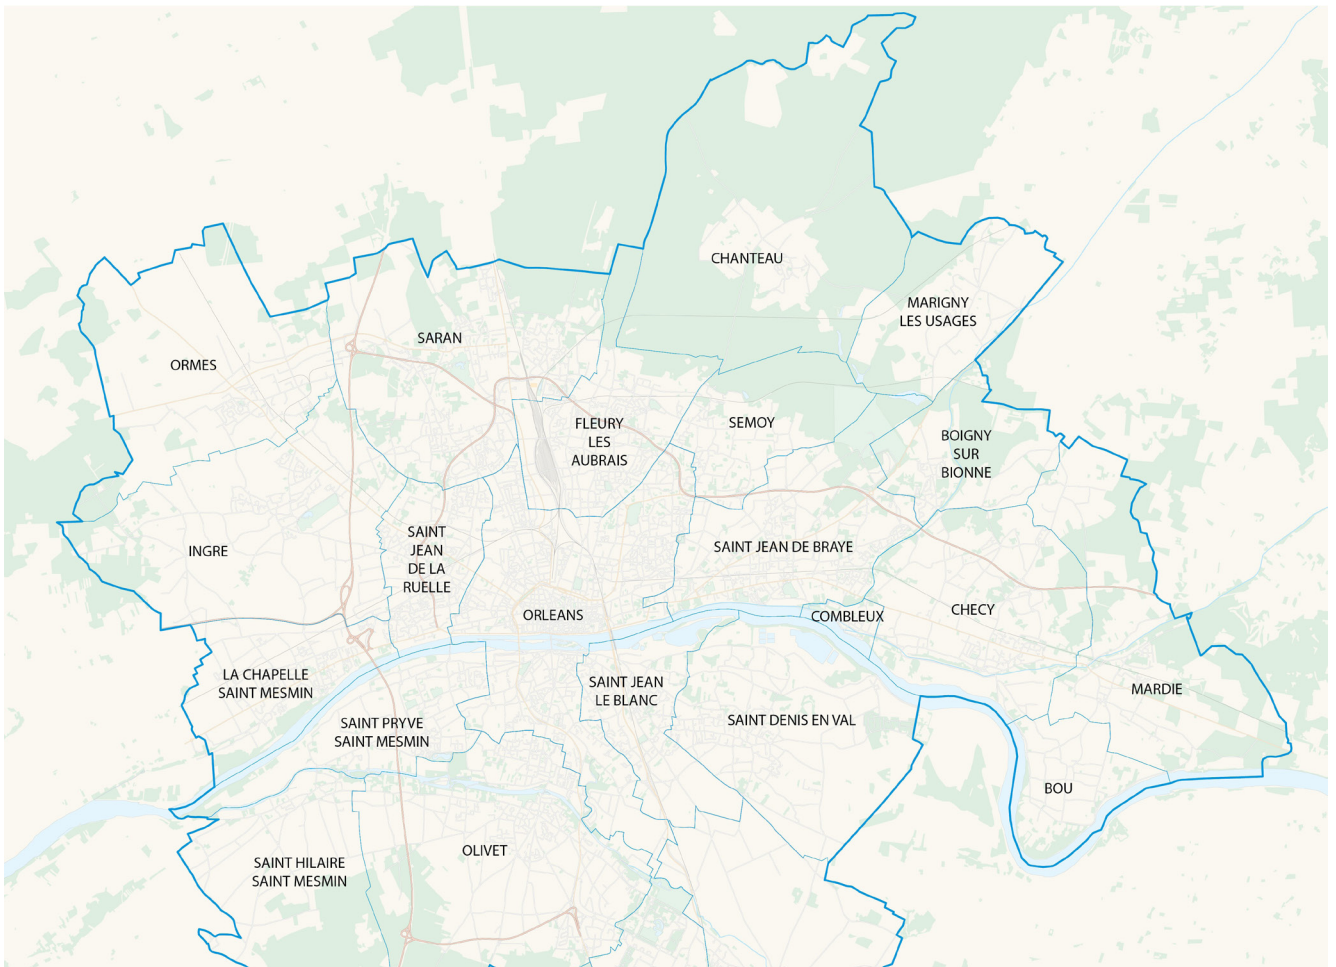 CHANTEAU
MARIGNY
LES USAGES
SARAN
ORMES
FLEURY
LES
AUBRAIS
SEMOY
BOIGNY
SUR
BIONNE
INGRE
SAINT
JEAN
DE LA
RUELLE
SAINT JEAN DE BRAYE
ORLEANS
COMBLEUX
CHECY
LA CHAPELLE
SAINT MESMIN
SAINT JEAN
LE BLANC
MARDIE
SAINT PRYVE
SAINT MESMIN
SAINT DENIS EN VAL
BOU
OLIVET
SAINT HILAIRE
SAINT MESMIN